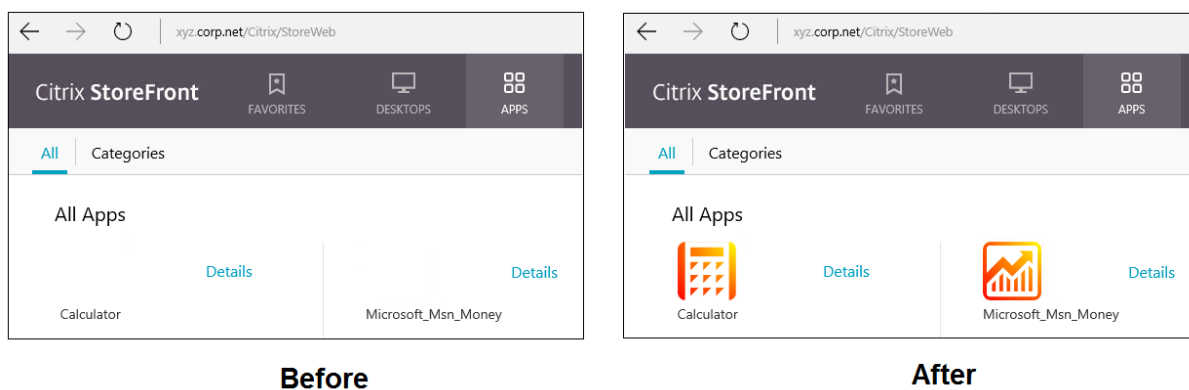 xyz.corp.net/Citrix/StoreWeb
Citrix StoreFront
FAVORITES
DESKTOPS
APPS
All
Categories
All Apps
Details
Details
Calculator
Microsoft_Msn_Money
Before
xyz.corp.net/Citrix/StoreWeb
Citrix StoreFront
FAVORITES
DESKTOPS
APPS
All
Categories
All Apps
Details
Details
Calculator
Microsoft_Msn_Money
After